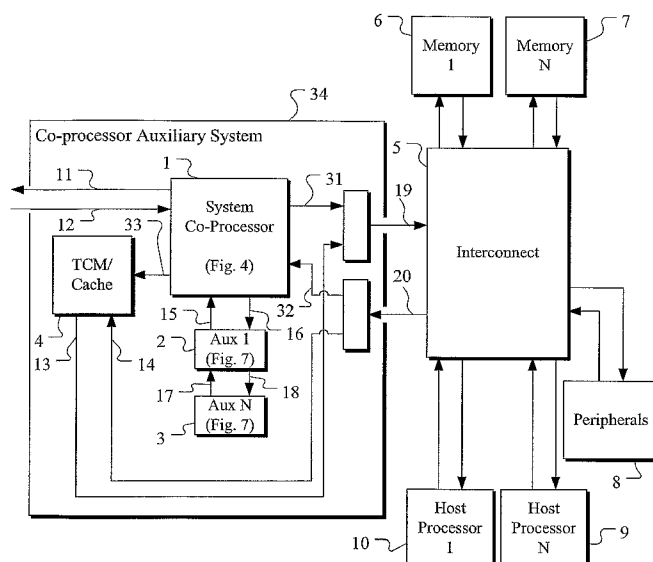 6
Memory
1
Memory
N
7
34
Co-processor Auxiliary System
5
11
1
31
12
33
System
Co-Processor
(Fig. 4)
19
Interconnect
TCM/
Cache
32
20
4
13
14
15
16
2
Aux 1
(Fig. 7)
17
18
3
Aux N
(Fig. 7)
Peripherals
8
10
Host
Processor
1
Host
Processor
N
9